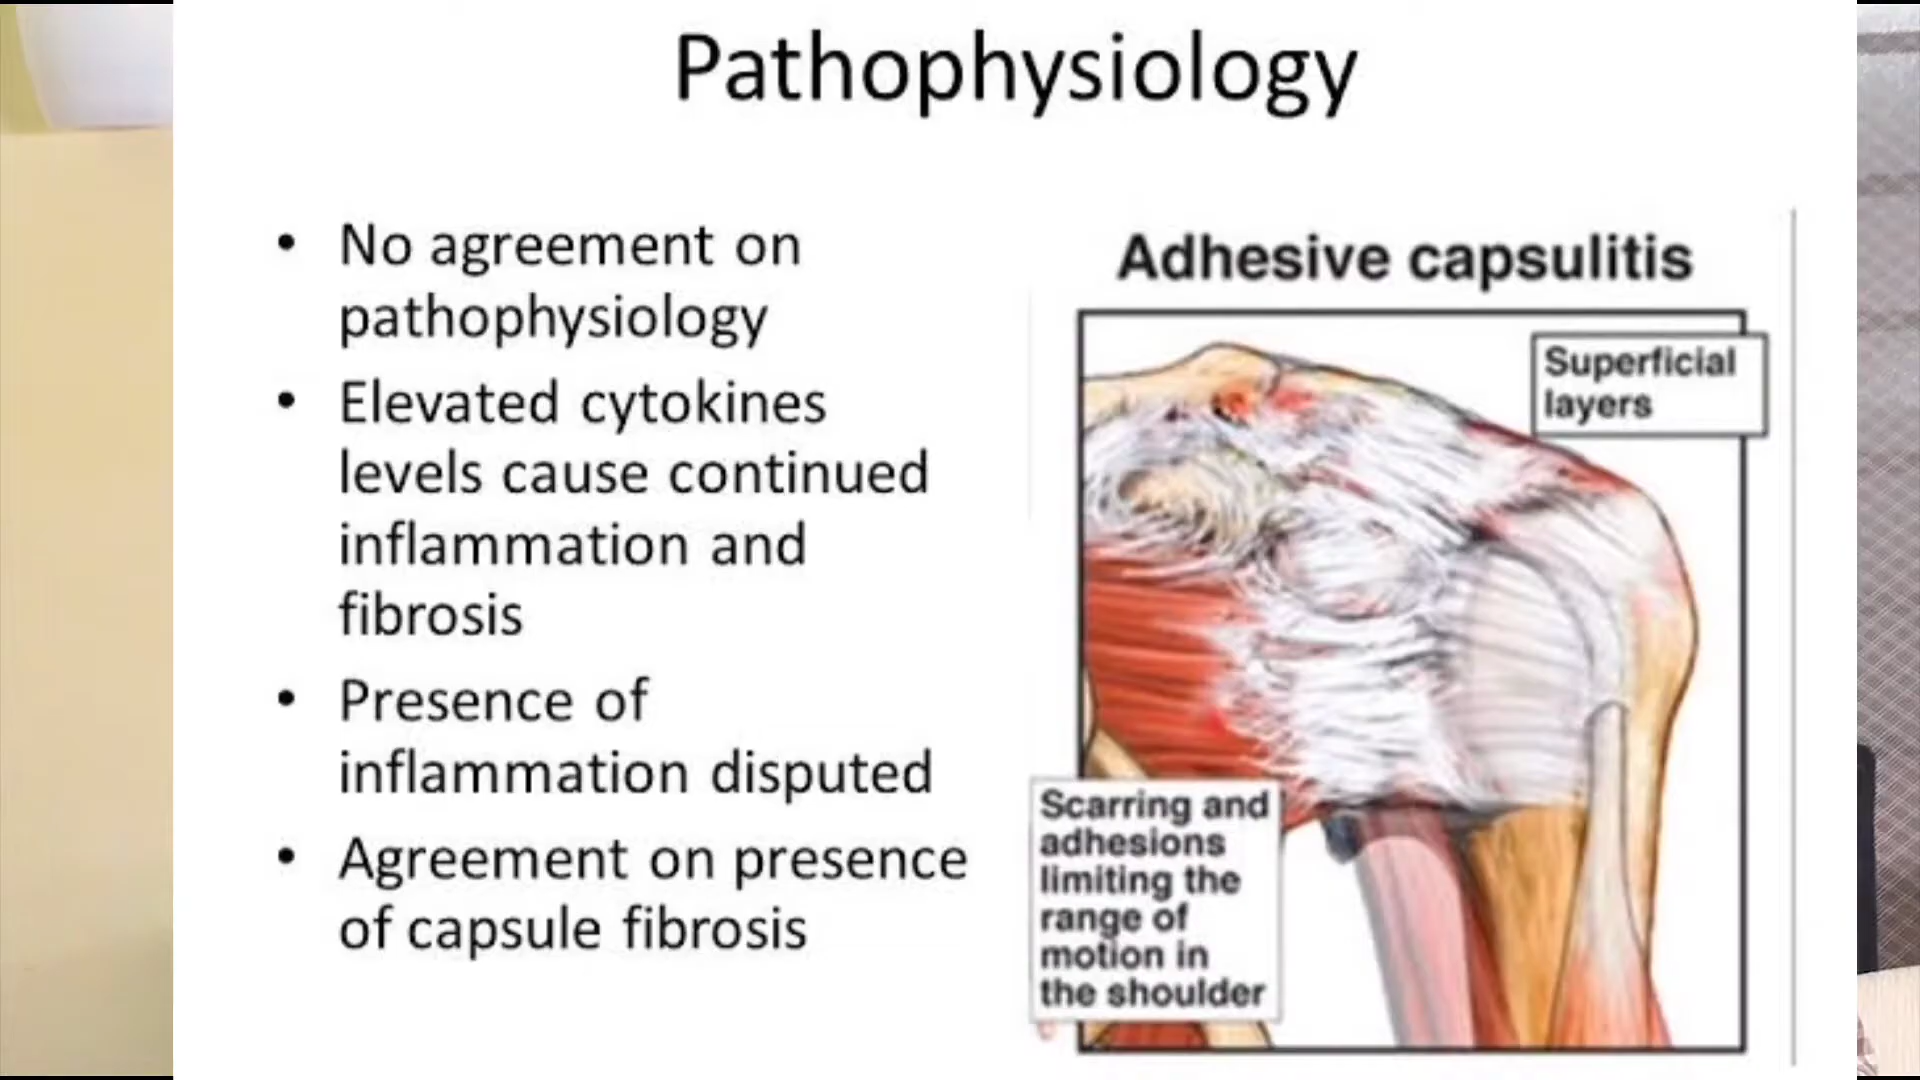 Pathophysiology
• No agreement on
pathophysiology
• Elevated cytokines
levels cause continued
inflammation and
fibrosis
• Presence of
inflammation disputed
• Agreement on presence
of capsule fibrosis
Adhesive capsulitis
Superficial
layers
Scarring and
adhesions
limiting the
range of
motion in
the shoulder